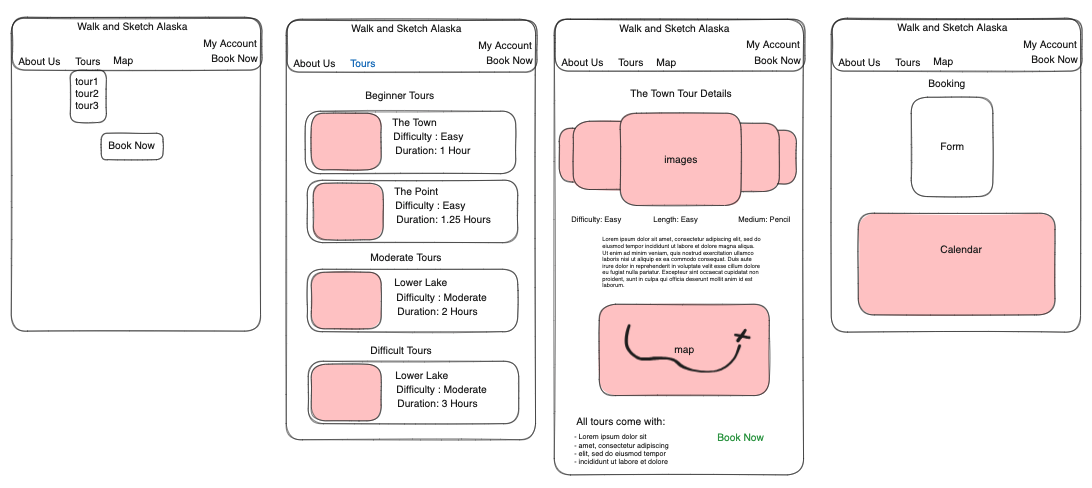 Walk and Sketch Alaska
My Account
About Us Tours Map Book Now
tour1
tour2
tour3
Book Now
Walk and Sketch Alaska
My Account
About Us Tours Book Now
Beginner Tours
The Town
Difficulty : Easy
Duration: 1 Hour
The Point
Difficulty : Easy
Duration: 1.25 Hours
Moderate Tours
Lower Lake
Difficulty : Moderate
Duration: 2 Hours
Difficult Tours
Lower Lake
Difficulty : Moderate
Duration: 3 Hours
Walk and Sketch Alaska
My Account
About Us Tours Map Book Now
The Town Tour Details
images
Difficulty: Easy Length: Easy Medium: Pencil
Lorem ipsum dolor sit amet, consectetur adipiscing elit, sed do
eiusmod tempor incididunt ut labore et dolore magna aliqua.
Ut enim ad minim veniam, quis nostrud exercitation ullamco
laboris nisi ut aliquip ex ea commodo consequat. Duis aute
irure dolor in reprehenderit in voluptate velit esse cillum dolore
eu fugiat nulla pariatur. Excepteur sint occaecat cupidatat non
proident, sunt in culpa qui officia deserunt mollit anim id est
laborum.
map
All tours come with:
- Lorem ipsum dolor sit
- amet, consectetur adipiscing
- elit, sed do eiusmod tempor
- incididunt ut labore et dolore
Book Now
Walk and Sketch Alaska
My Account
About Us Tours Map Book Now
Booking
Form
Calendar